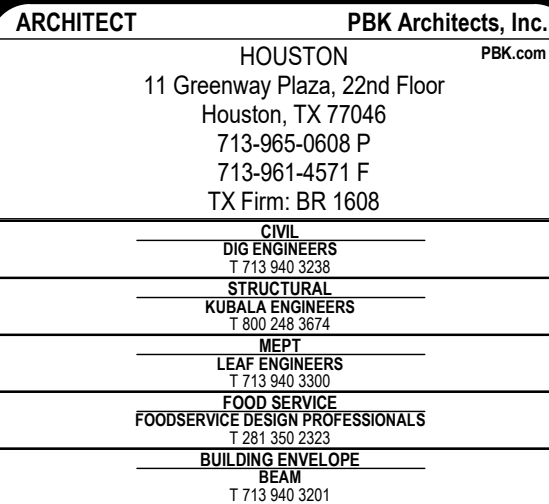 ARCHITECT PBK Architects, Inc.
HOUSTON PBK.com
11 Greenway Plaza, 22nd Floor
Houston, TX 77046
713-965-0608 P
713-961-4571 F
TX Firm: BR 1608
CIVIL
DIG ENGINEERS
T 713 940 3238
STRUCTURAL
KUBALA ENGINEERS
T 800 248 3674
MEPT
LEAF ENGINEERS
T 713 940 3300
FOOD SERVICE
FOODSERVICE DESIGN PROFESSIONALS
T 281 350 2323
BUILDING ENVELOPE
BEAM
T 713 940 3201